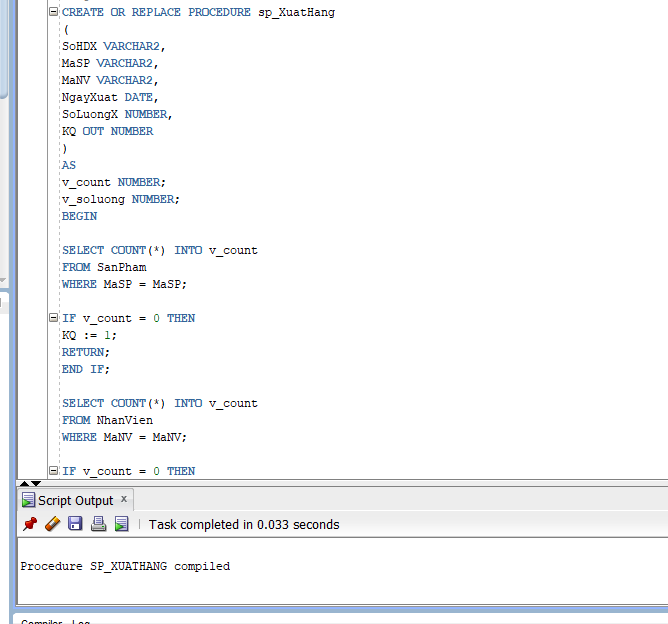 CREATE OR REPLACE PROCEDURE sp_XuatHang
(
SoHDX VARCHAR2,
MaSP VARCHAR2,
MaNV VARCHAR2,
NgayXuat DATE,
SoLuongX NUMBER,
KQ OUT NUMBER
)
AS
v_count NUMBER;
v_soluong NUMBER;
BEGIN
SELECT COUNT(*) INTO v_count
FROM SanPham
WHERE MaSP = MaSP;
IF v_count = 0 THEN
KQ := 1;
RETURN;
END IF;
SELECT COUNT(*) INTO v_count
FROM NhanVien
WHERE MaNV = MaNV;
IF v_count = 0 THEN
Script Output x
Task completed in 0.033 seconds
Procedure SP_XUATHANG compiled